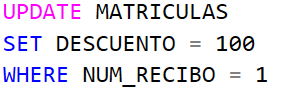 UPDATE MATRICULAS
SET DESCUENTO = 100
WHERE NUM_RECIBO = 1